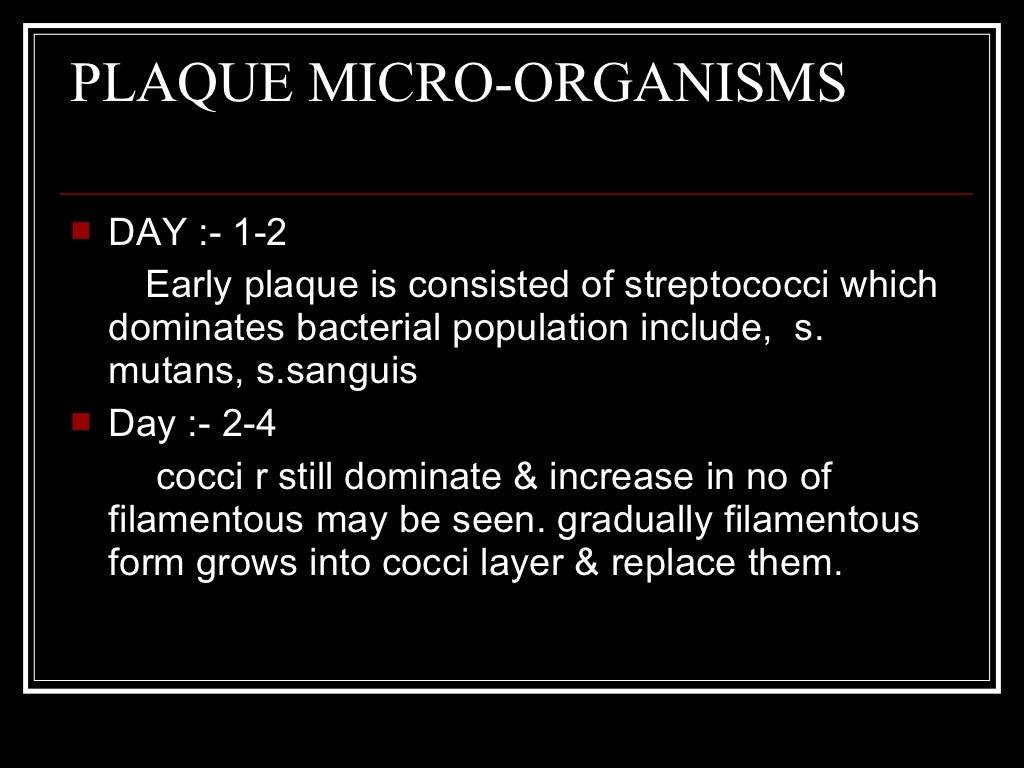 PLAQUE MICRO-ORGANISMS
DAY :- 1-2
Early plaque is consisted of streptococci which
dominates bacterial population include,  s.
mutans, s.sanguis
Day :- 2-4
cocci r still dominate & increase in no of
filamentous may be seen. gradually filamentous
form grows into cocci layer & replace them.